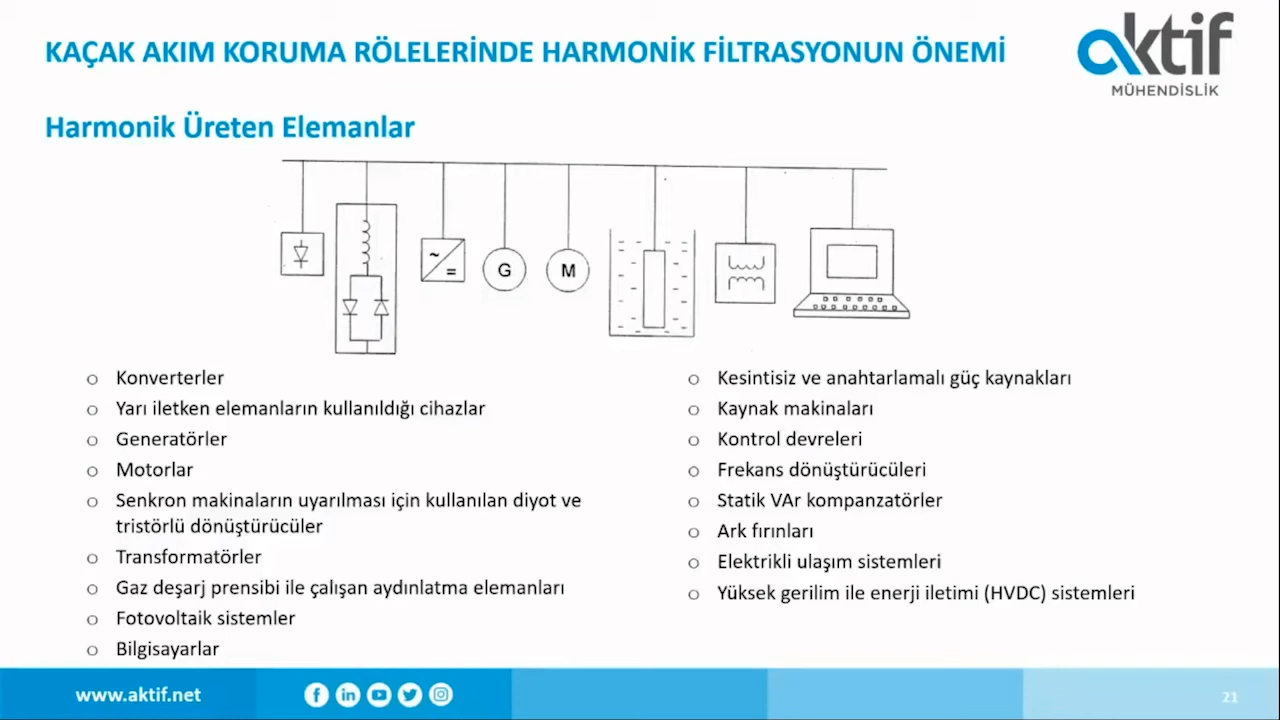 KAÇAK AKIM KORUMA RÖLELERİNDE HARMONİK FİLTRASYONUN ÖNEMİ
aktif
MÜHENDİSLİK
Harmonik Üreten Elemanlar
~
=
G
M
o Konverterler
o Yarı iletken elemanların kullanıldığı cihazlar
o Generatörler
o Motorlar
o Senkron makinaların uyarılması için kullanılan diyot ve
tristörlü dönüştürücüler
o Transformatörler
o Gaz deşarj prensibi ile çalışan aydınlatma elemanları
o Fotovoltaik sistemler
o Bilgisayarlar
o Kesintisiz ve anahtarlamalı güç kaynakları
o Kaynak makinaları
o Kontrol devreleri
o Frekans dönüştürücüleri
o Statik VAr kompanzatörler
o Ark fırınları
o Elektrikli ulaşım sistemleri
o Yüksek gerilim ile enerji iletimi (HVDC) sistemleri
www.aktif.net
21